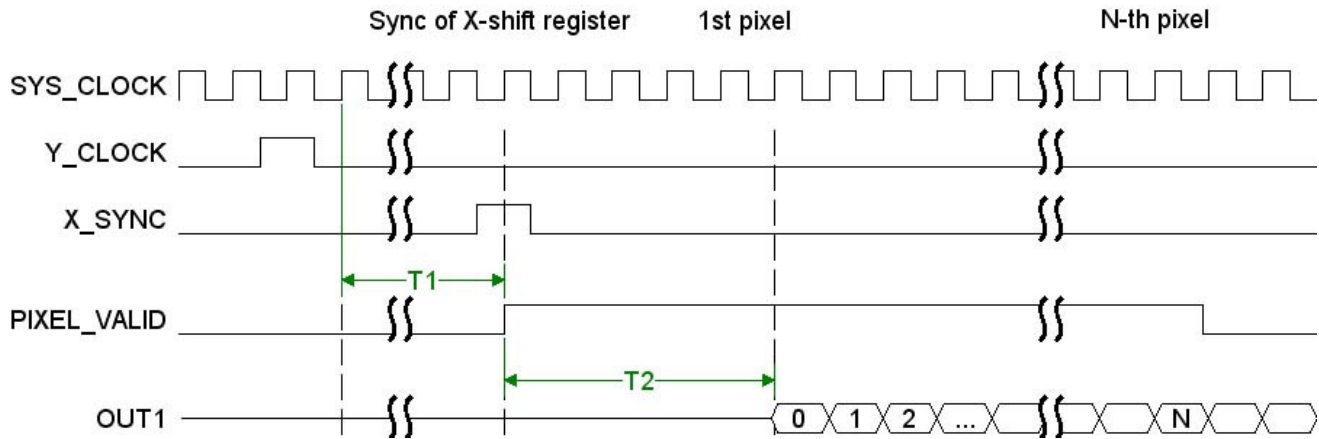 Sync of X-shift register 1st pixel N-th pixel
SYS_CLOCK
Y_CLOCK
X_SYNC
T1
PIXEL_VALID
T2
OUT1 0 1 2 ... N